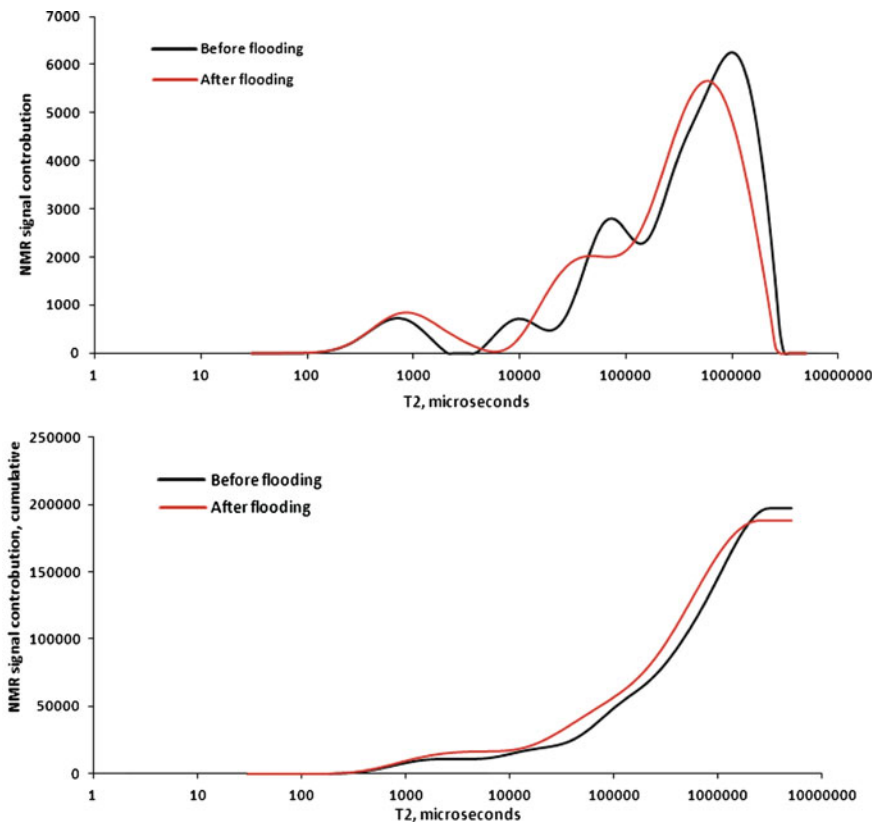 7000
6000
5000
4000
3000
2000
1000
0
NMR signal controbution
Before flooding
After flooding
1 10 100 1000 10000 100000 1000000 10000000
T2, microseconds
250000
200000
150000
100000
50000
0
NMR signal controbution, cumulative
Before flooding
After flooding
1 10 100 1000 10000 100000 1000000 10000000
T2, microseconds